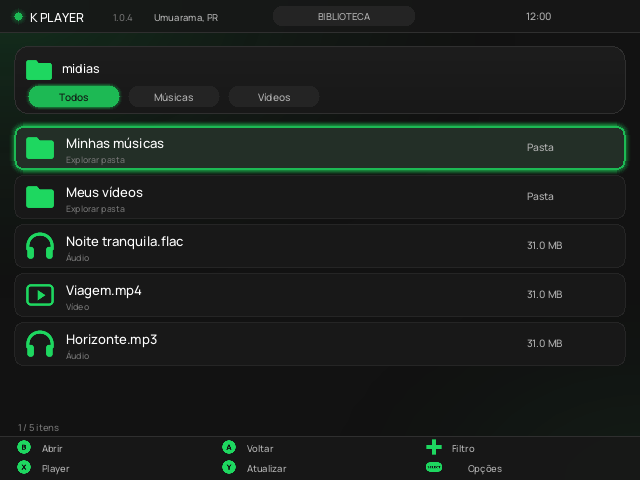 K PLAYER 1.0.4 Umuarama, PR BIBLIOTECA 12:00
midias
Todos Músicas Vídeos
Minhas músicas Pasta
Explorar pasta
Meus vídeos Pasta
Explorar pasta
Noite tranquila.flac 31.0 MB
Áudio
Viagem.mp4 31.0 MB
Vídeo
Horizonte.mp3 31.0 MB
Áudio
1 / 5 itens
B Abrir A Voltar Filtro
X Player Y Atualizar Opções